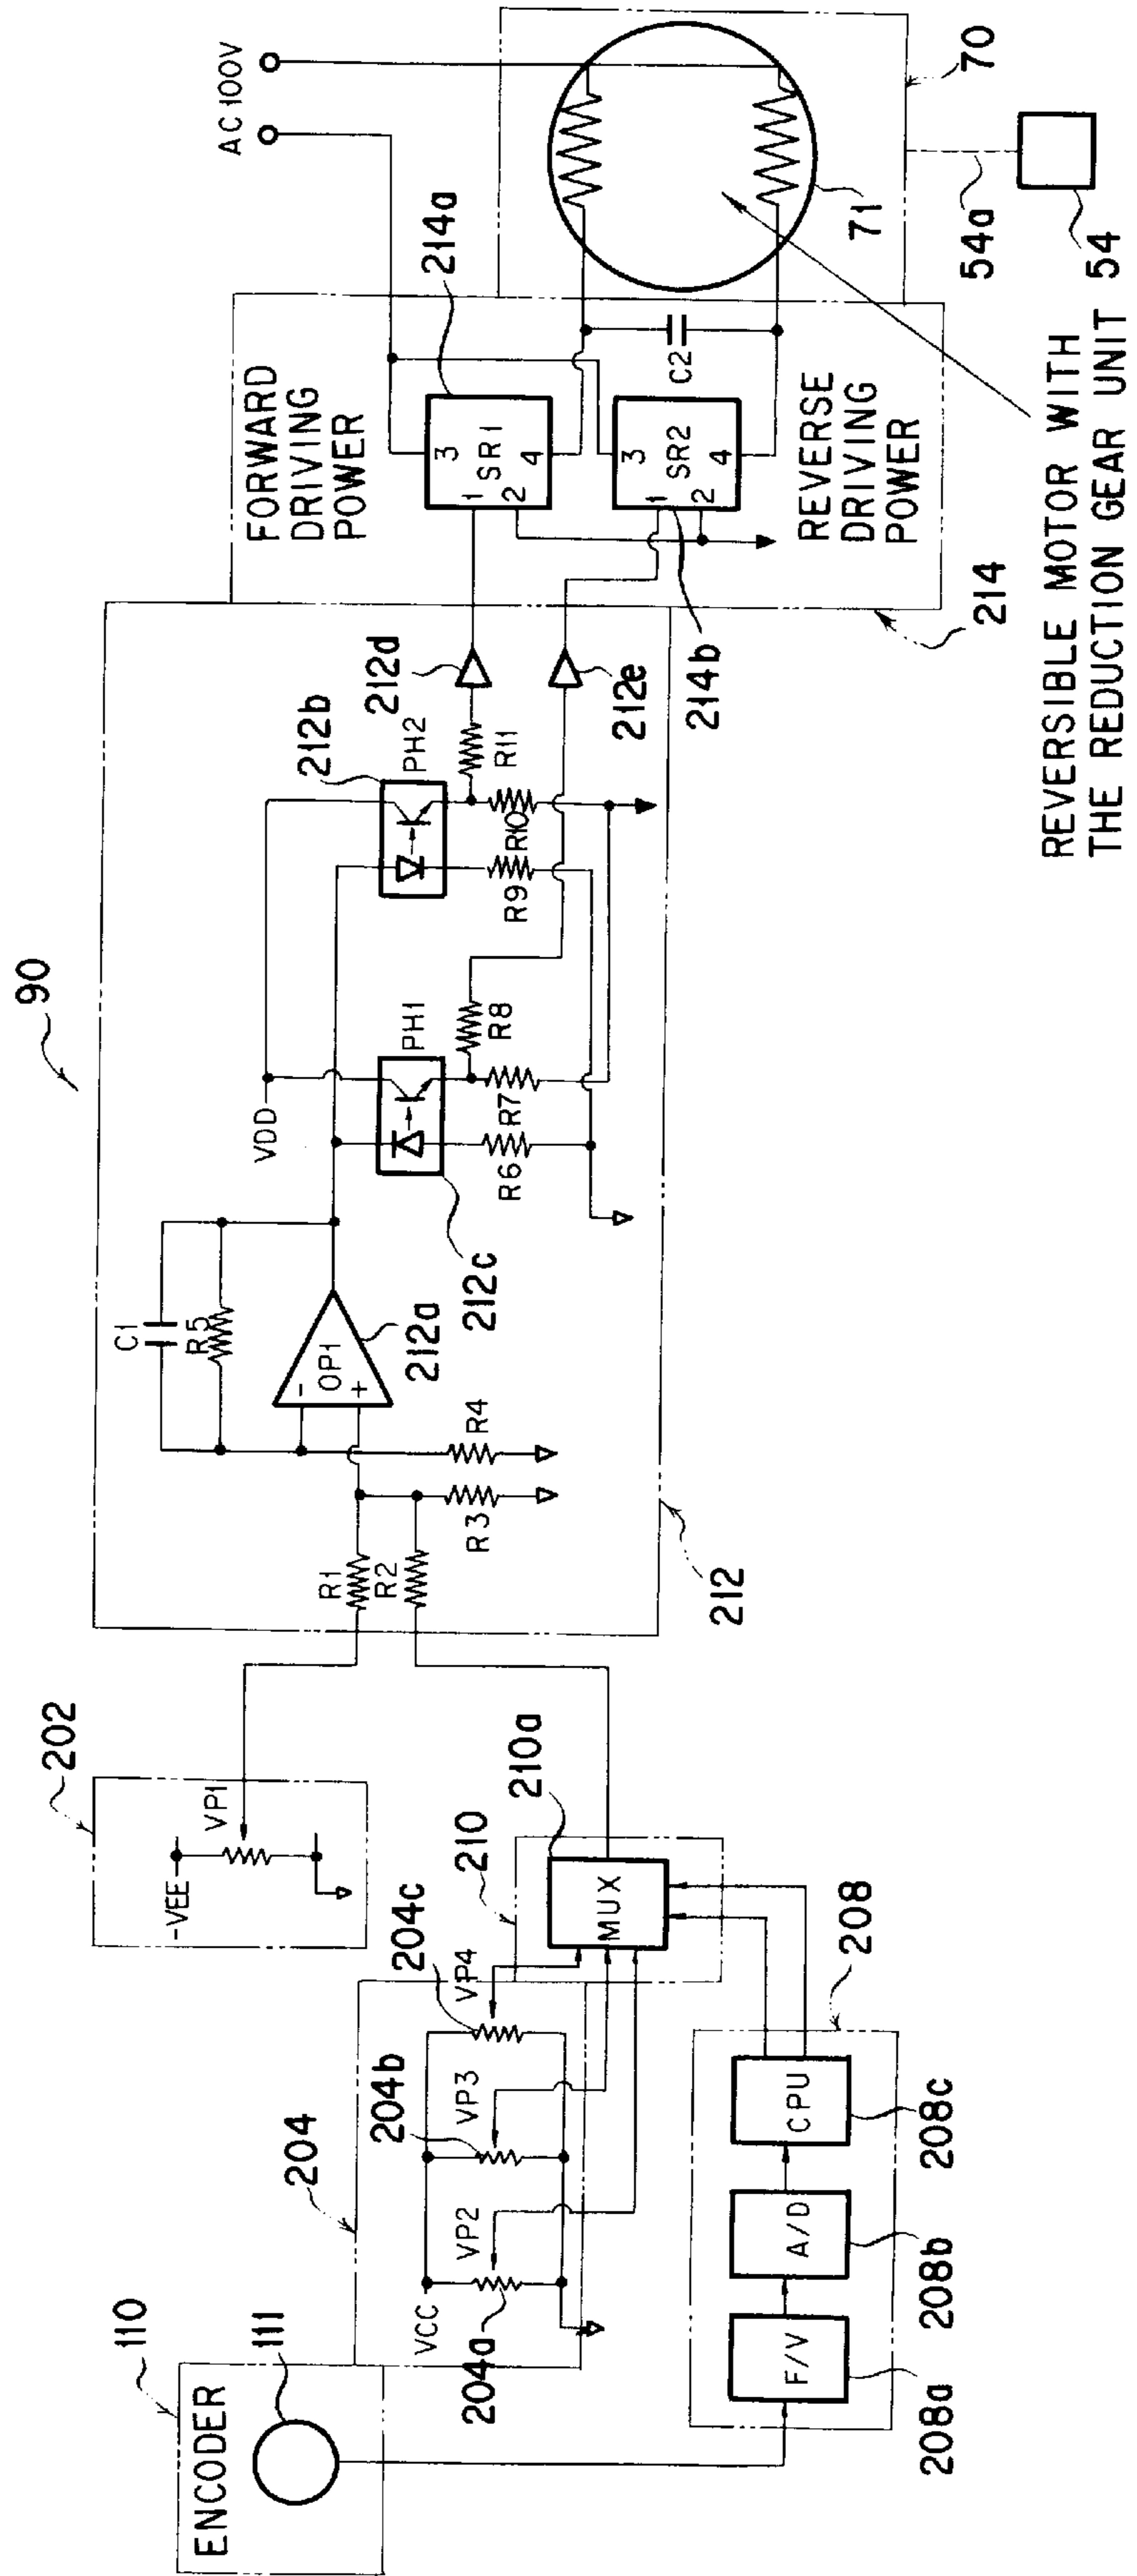 90
AC100V
FORWARD
DRIVING
POWER
214a
3
SR1
1
2
4
C2
3
SR2
1
2
4
REVERSE
DRIVING
POWER
214b
214
71
70
54a
54
REVERSIBLE MOTOR WITH
THE REDUCTION GEAR UNIT
C1
R5
OP1
-
+
212a
VDD
PH1
212c
R6
R7
R8
PH2
212b
R9
R10
R11
212d
212e
R1
R2
R3
R4
212
202
-VEE
VP1
210a
210
MUX
204
VCC
VP2
204a
VP3
204b
VP4
204c
110
ENCODER
111
208
F/V
208a
A/D
208b
CPU
208c